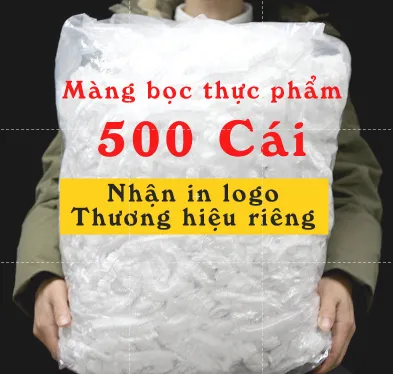 Màng bọc thực phẩm
500 Cái
Nhận in logo
Thương hiệu riêng